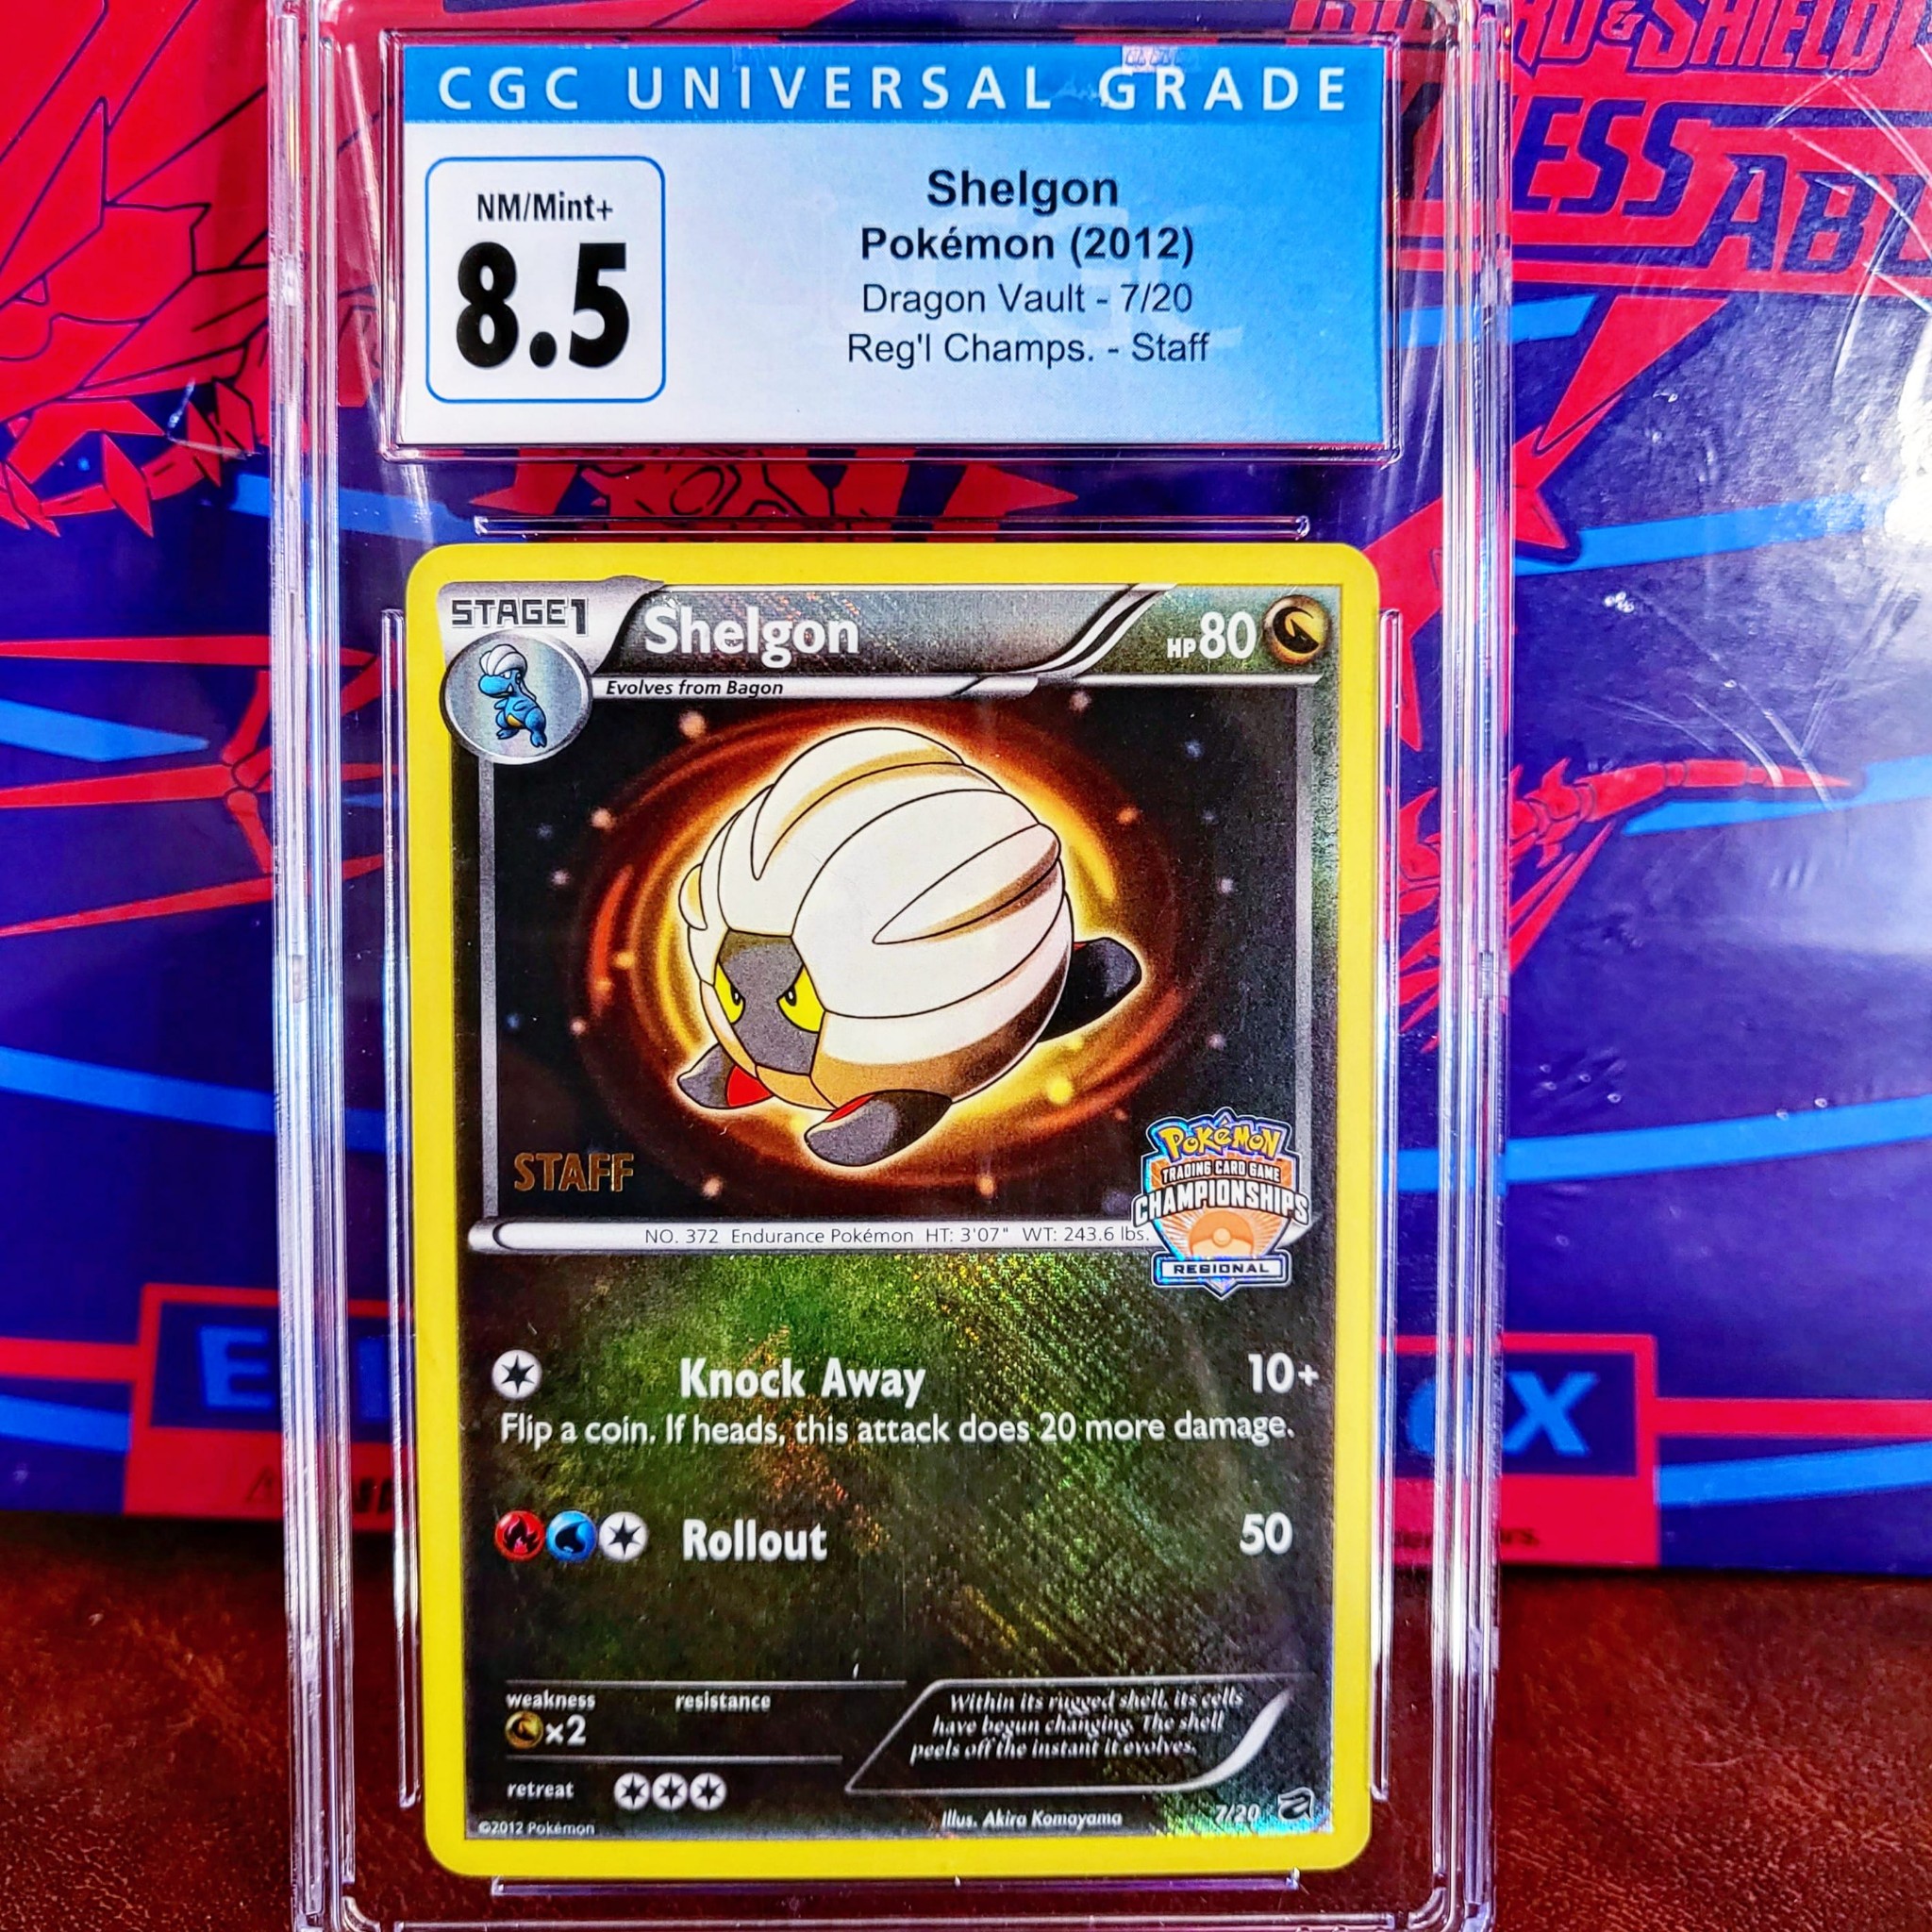 CGC UNIVERSAL GRADE
NM/Mint+
8.5
Shelgon
Pokémon (2012)
Dragon Vault - 7/20
Reg'l Champs. - Staff
& SHIELD
ESS ABL
STAGE1
Shelgon
HP80
Evolves from Bagon
STAFF
POKéMON
TRADING CARD GAME
CHAMPIONSHIPS
REGIONAL
NO. 372 Endurance Pokémon HT: 3'07" WT: 243.6 lbs.
Knock Away 10+
Flip a coin. If heads, this attack does 20 more damage.
Rollout 50
weakness resistance
x2
retreat
Within its rugged shell, its cells
have begun changing. The shell
peels off the instant it evolves.
©2012 Pokémon
Illus. Akira Komayama
7/20